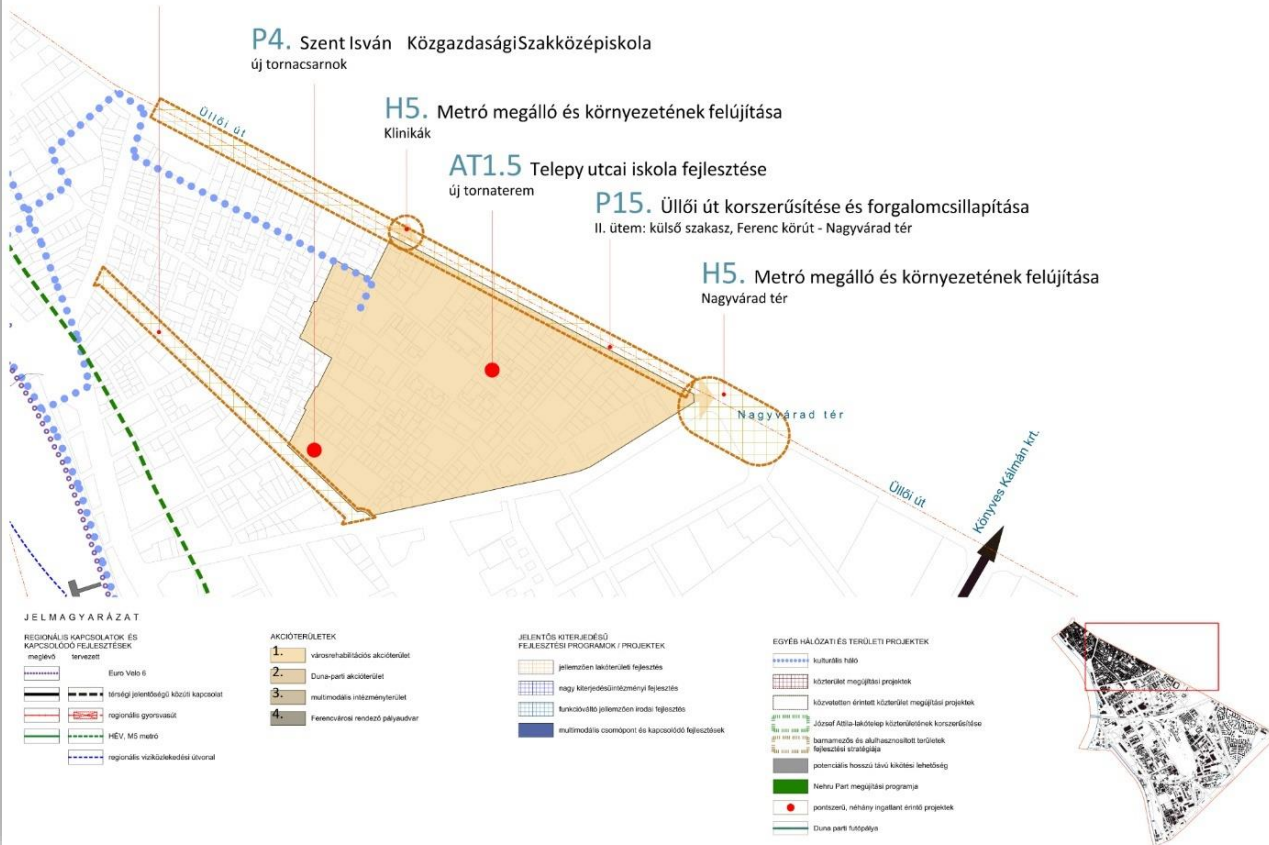 P4. Szent István KözgazdaságiSzakközépiskola
új tornacsarnok
H5. Metró megálló és környezetének felújítása
Klinikák
AT1.5 Telepy utcai iskola fejlesztése
új tornaterem
P15. Üllői út korszerűsítése és forgalomcsillapítása
II. ütem: külső szakasz, Ferenc körút - Nagyvárad tér
H5. Metró megálló és környezetének felújítása
Nagyvárad tér
Üllői út
Nagyvárad tér
Üllői út
Könyves Kálmán krt.
JELMAGYARÁZAT
REGIONÁLIS KAPCSOLATOK ÉS
KAPCSOLÓDÓ FEJLESZTÉSEK
meglévő tervezett
Euro Velo 6
térségi jelentőségű közúti kapcsolat
regionális gyorsvasút
HÉV, M5 metró
regionális víziközlekedési útvonal
AKCIÓTERÜLETEK
1. városrehabilitációs akcióterület
2. Duna-parti akcióterület
3. multimodális intézményterület
4. Ferencvárosi rendező pályaudvar
JELENTŐS KITERJEDÉSŰ
FEJLESZTÉSI PROGRAMOK / PROJEKTEK
jellemzően lakóterületi fejlesztés
nagy kiterjedésűintézményi fejlesztés
funkcióváltó jellemzően irodai fejlesztés
multimodális csomópont és kapcsolódó fejlesztések
EGYÉB HÁLÓZATI ÉS TERÜLETI PROJEKTEK
kulturális háló
közterület megújítási projektek
közvetetten érintett közterület megújítási projektek
József Attila-lakótelep közterületének korszerűsítése
barnamezős és alulhasznosított területek
fejlesztési stratégiája
potenciális hosszú távú kikötési lehetőség
Nehru Part megújítási programja
pontszerű, néhány ingatlant érintő projektek
Duna parti futópálya